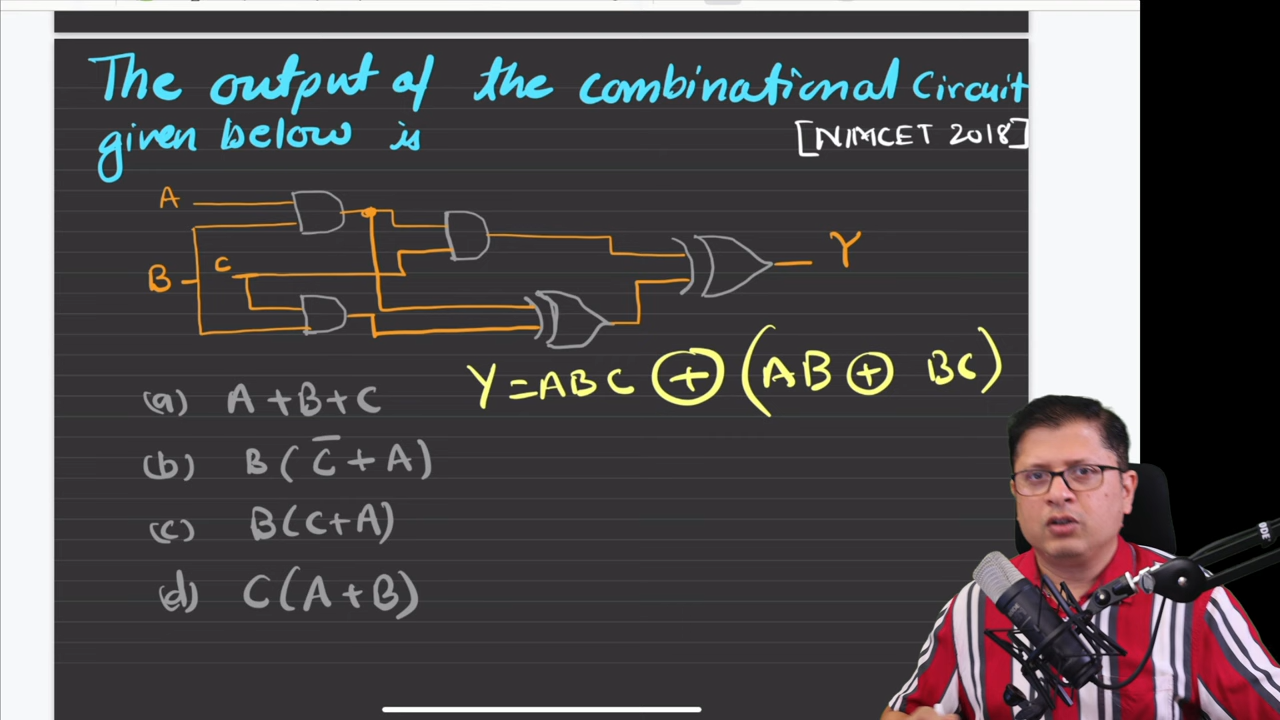 The output of the combinational Circuit
given below is
[NIMCET 2018]
A
B
C
Y
Y = ABC ⊕ (AB ⊕ BC)
(a) A + B + C
(b) B ( C̅ + A )
(c) B ( C + A )
(d) C ( A + B )